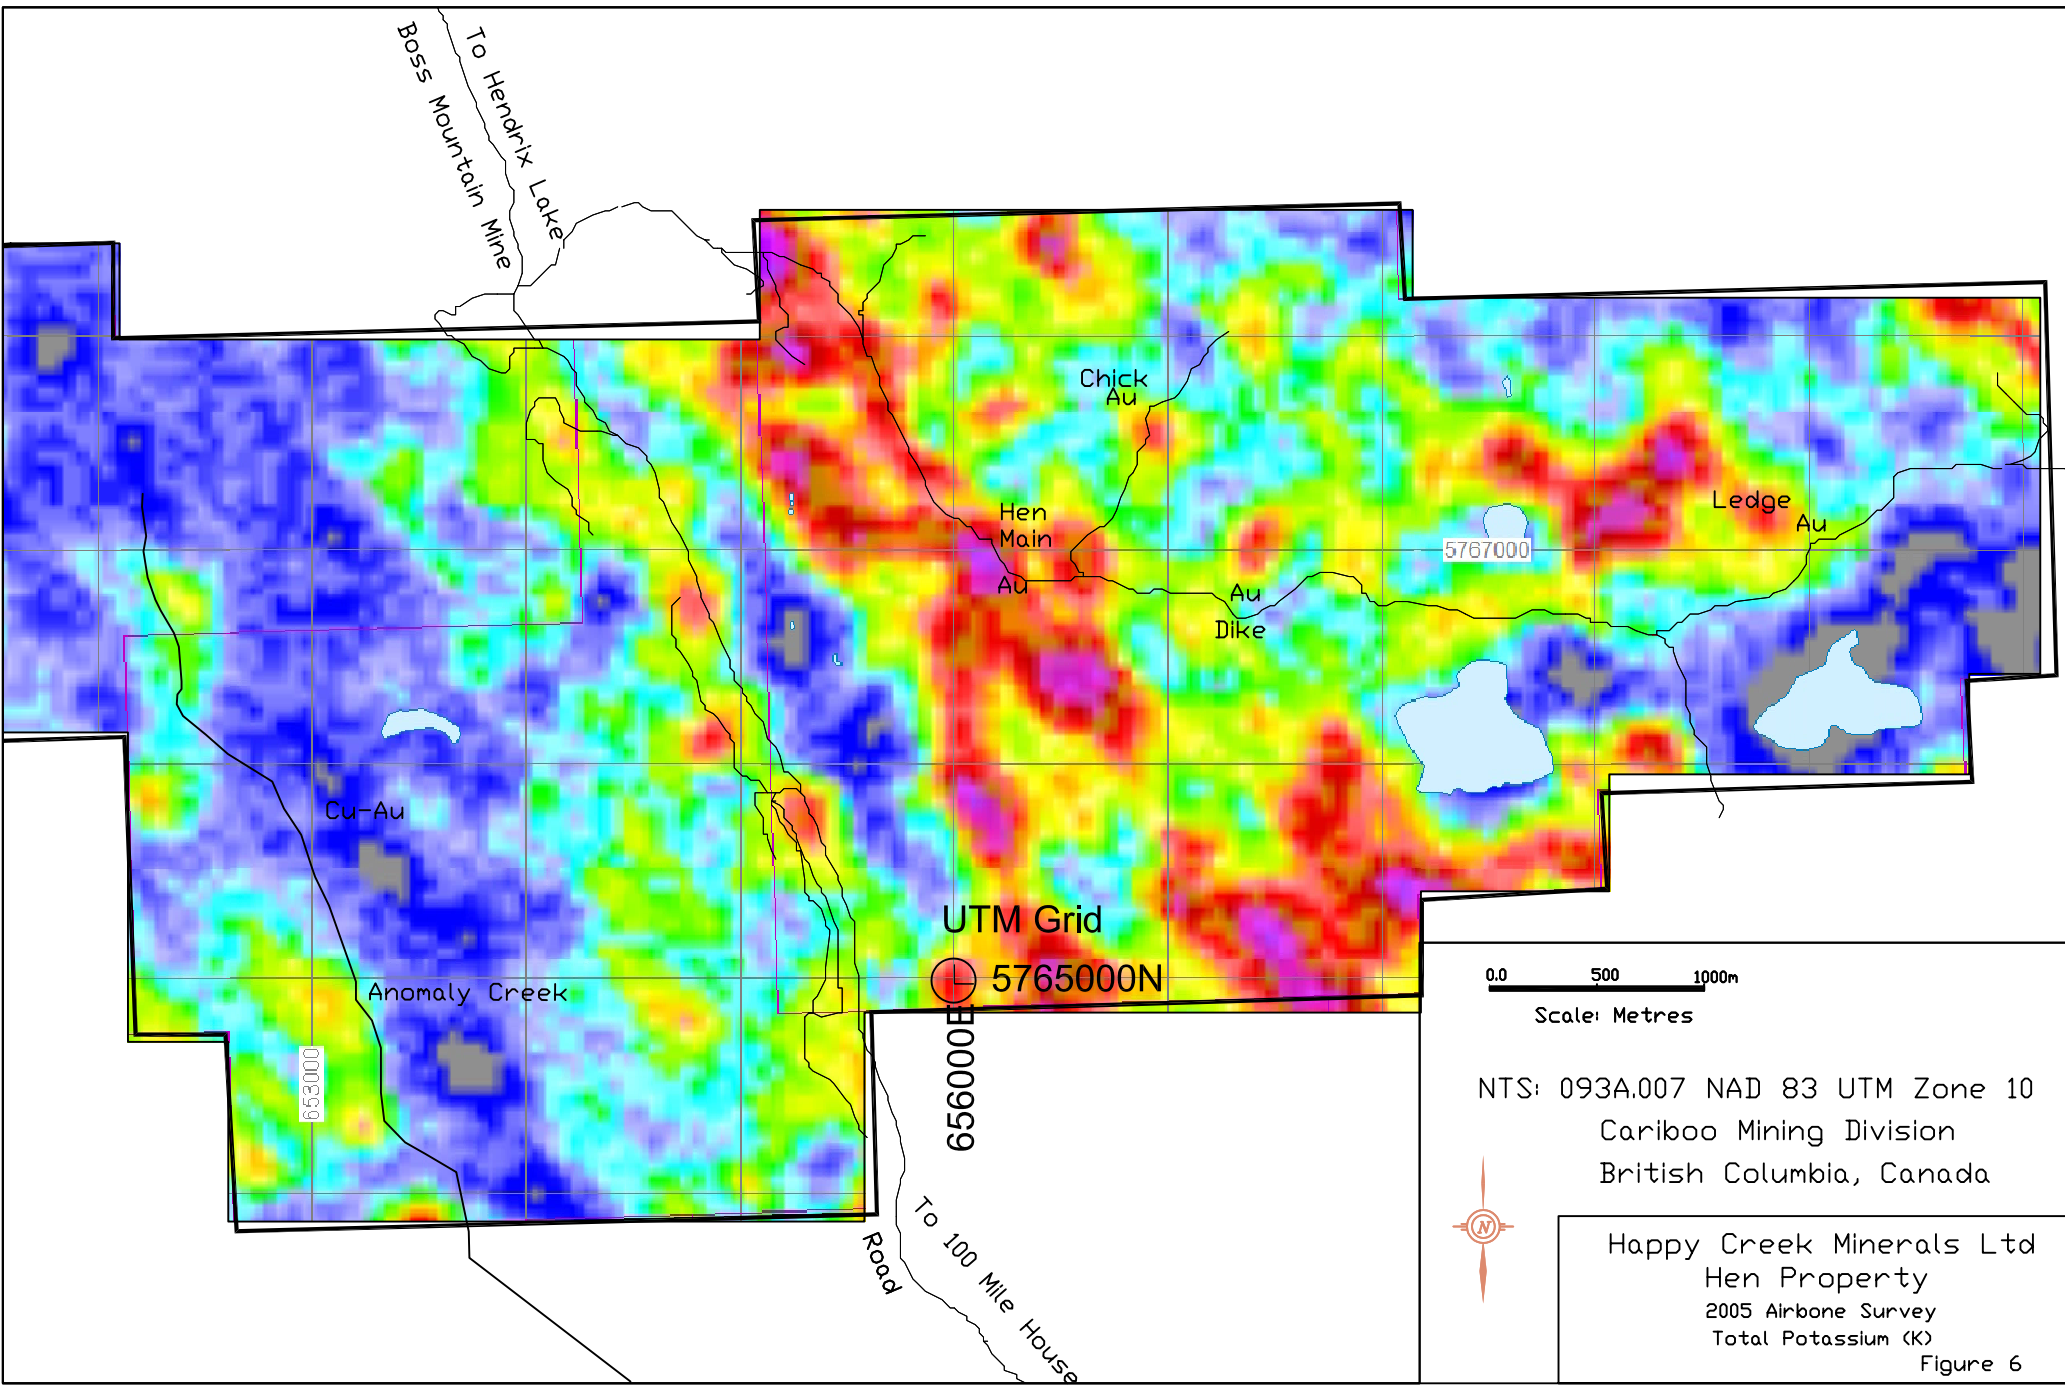 To Hendrix Lake
Boss Mountain Mine
Chick
Au
Hen
Main
Au
Ledge
Au
5767000
Au
Dike
Cu-Au
UTM Grid
5765000N
656000E
Anomaly Creek
653000
0.0 500 1000m
Scale: Metres
NTS: 093A.007 NAD 83 UTM Zone 10
Cariboo Mining Division
British Columbia, Canada
N
To 100 Mile House
Road
Happy Creek Minerals Ltd
Hen Property
2005 Airbone Survey
Total Potassium (K)
Figure 6